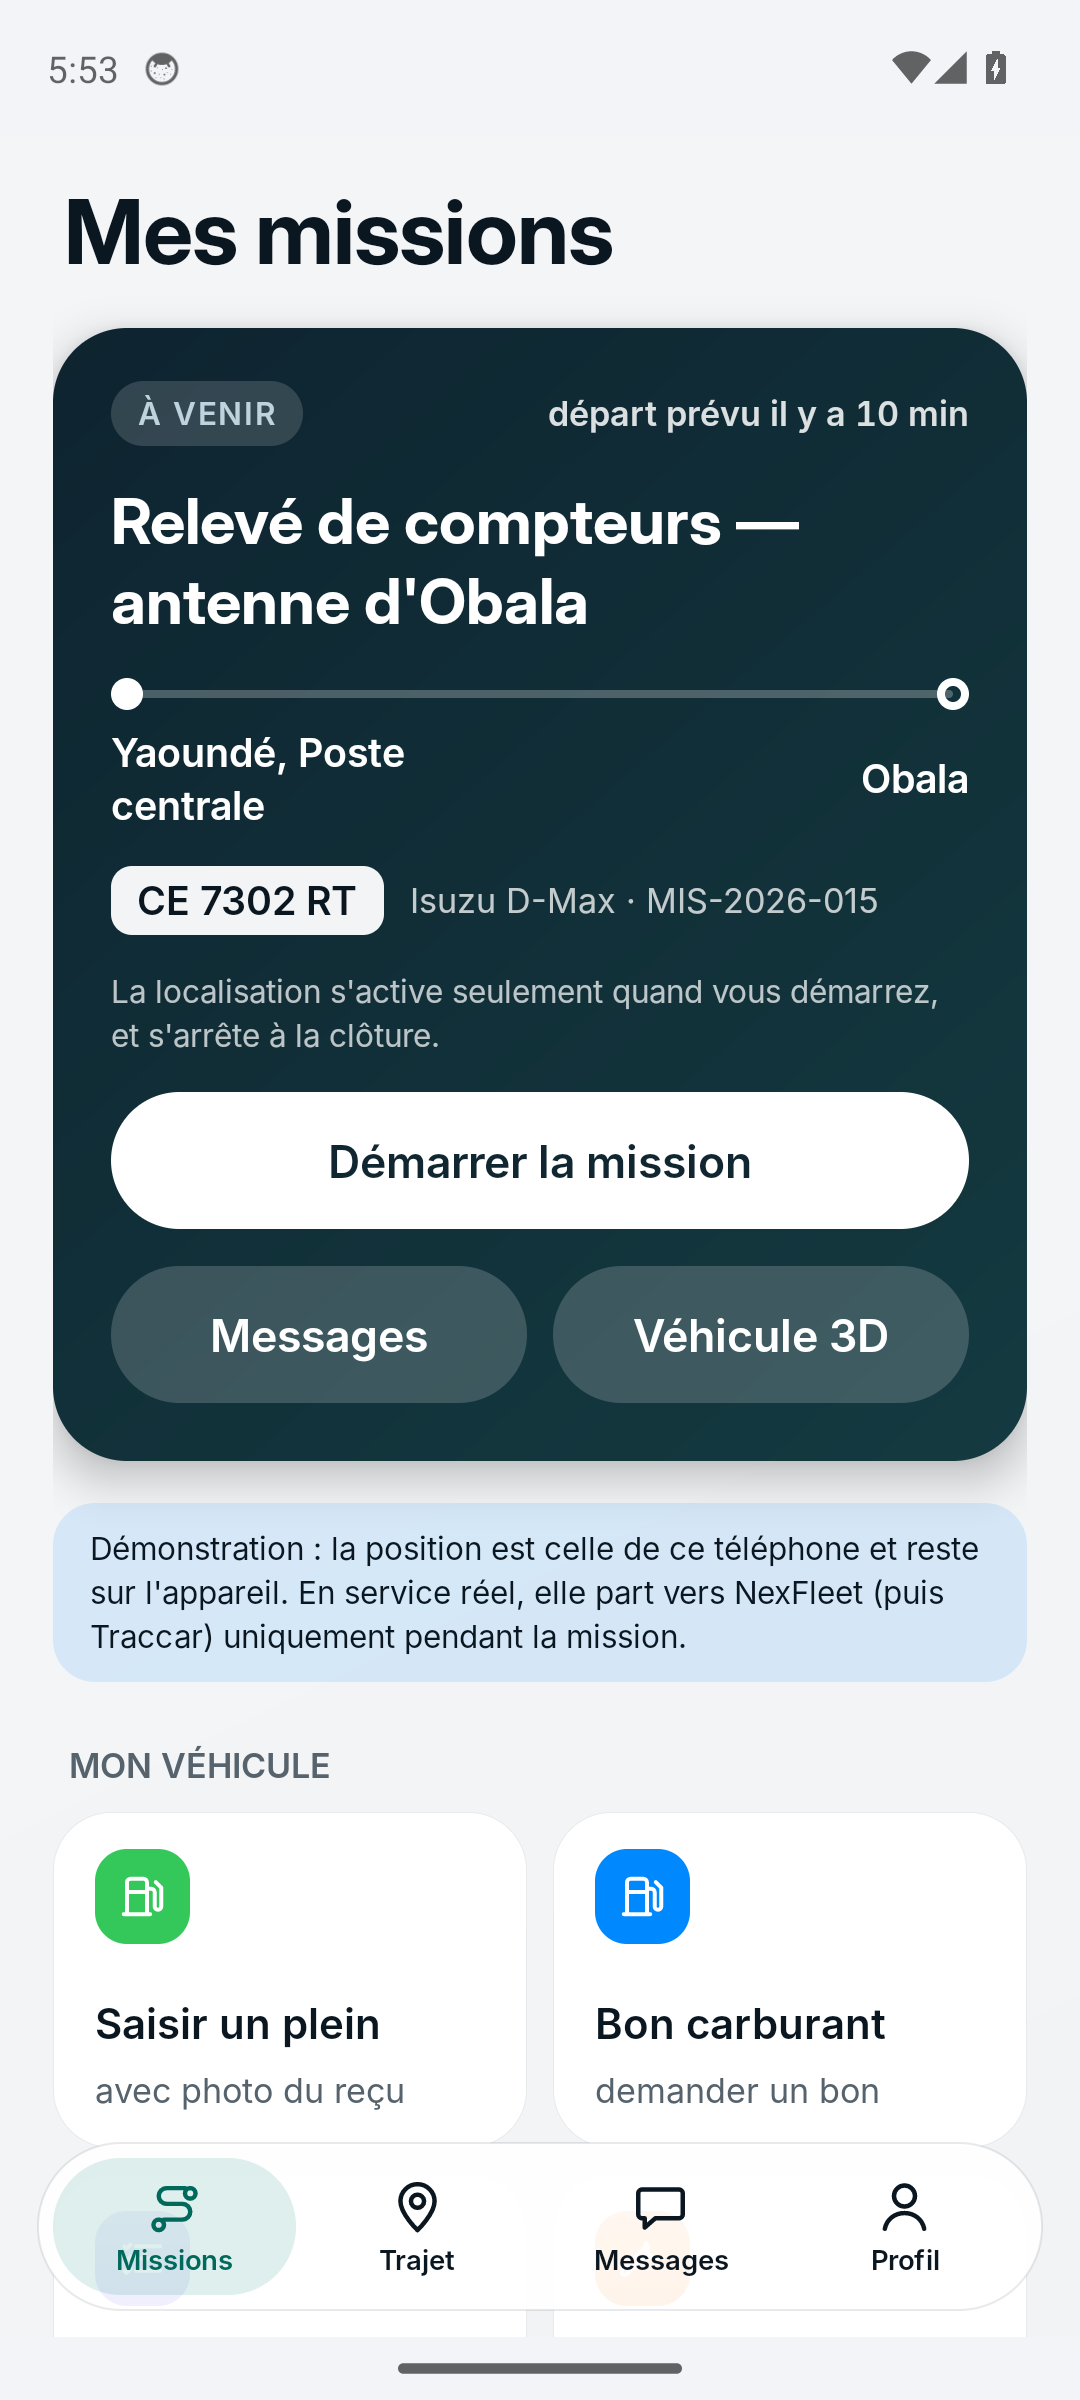 5:53
Mes missions
À VENIR
départ prévu il y a 10 min
Relevé de compteurs —
antenne d'Obala
Yaoundé, Poste
centrale
Obala
CE 7302 RT
Isuzu D-Max · MIS-2026-015
La localisation s'active seulement quand vous démarrez,
et s'arrête à la clôture.
Démarrer la mission
Messages
Véhicule 3D
Démonstration : la position est celle de ce téléphone et reste
sur l'appareil. En service réel, elle part vers NexFleet (puis
Traccar) uniquement pendant la mission.
MON VÉHICULE
Saisir un plein
avec photo du reçu
Bon carburant
demander un bon
Missions
Trajet
Messages
Profil